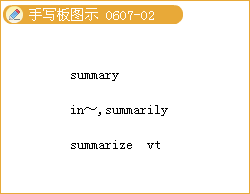 手写板图示 0607-02
summary
in～,summarily
summarize vt